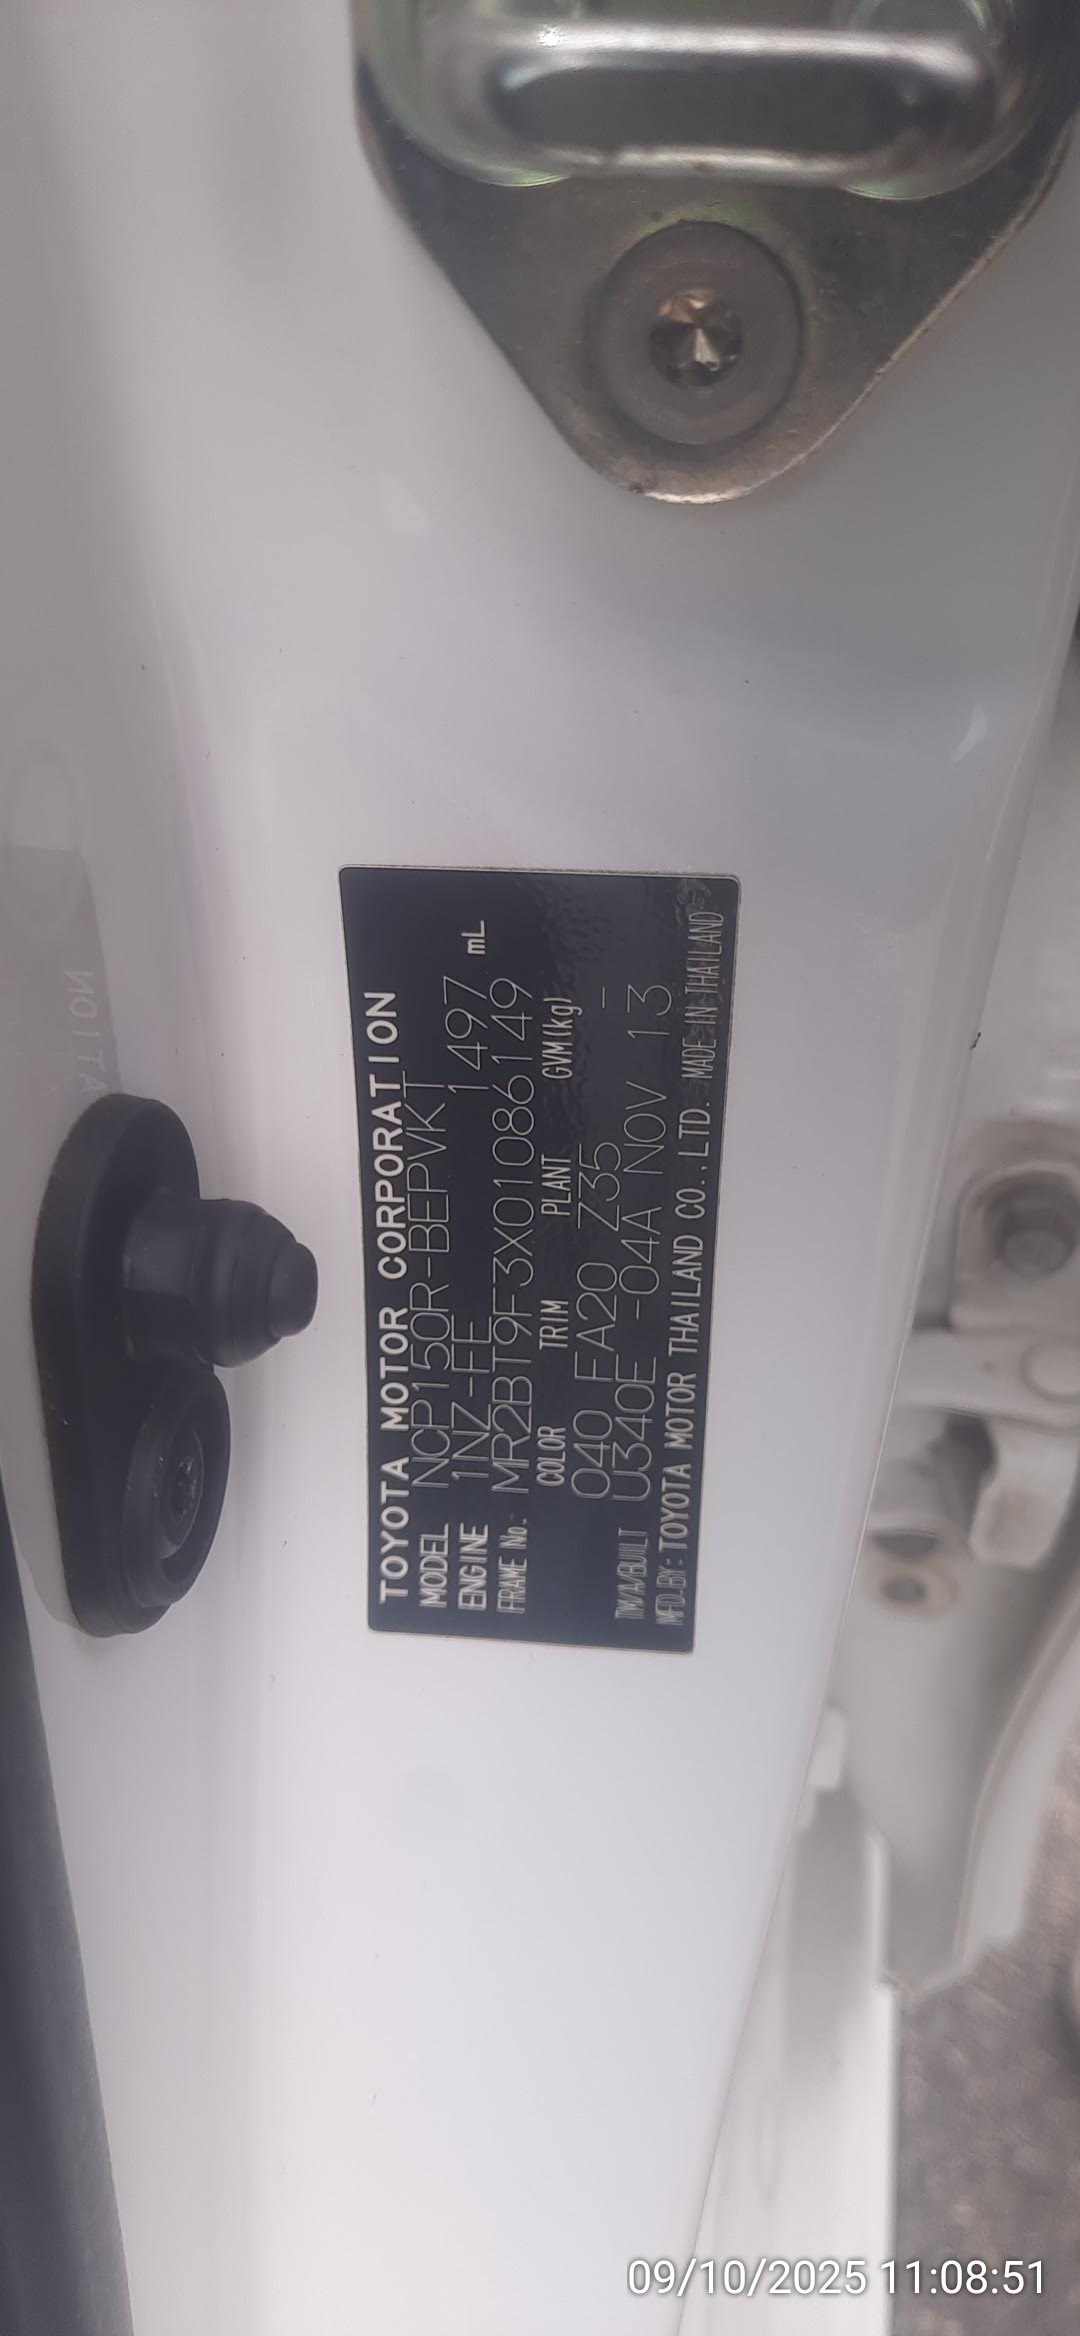 TOYOTA MOTOR CORPORATION
MODEL NCP150R-BEPVKT
ENGINE 1NZ-FE 1497 mL
FRAME No. MR2BT9F3X01086149
COLOR TRIM PLANT GVM(kg)
040 FA20 Z35 -
TM/A/BUILT U340E -04A NOV 13
MFD.BY: TOYOTA MOTOR THAILAND CO.,LTD. MADE IN THAILAND
09/10/2025 11:08:51